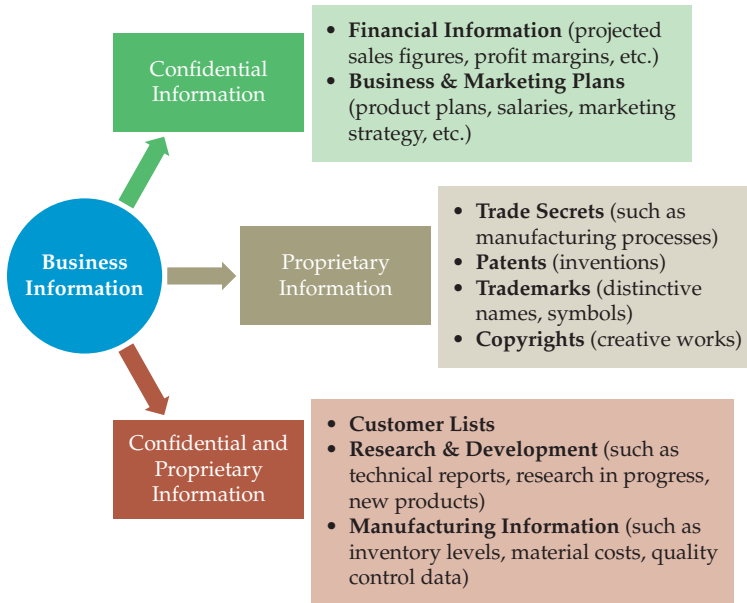 Business
Information
Confidential
Information
• Financial Information (projected
sales figures, profit margins, etc.)
• Business & Marketing Plans
(product plans, salaries, marketing
strategy, etc.)
Proprietary
Information
• Trade Secrets (such as
manufacturing processes)
• Patents (inventions)
• Trademarks (distinctive
names, symbols)
• Copyrights (creative works)
Confidential and
Proprietary
Information
• Customer Lists
• Research & Development (such as
technical reports, research in progress,
new products)
• Manufacturing Information (such as
inventory levels, material costs, quality
control data)